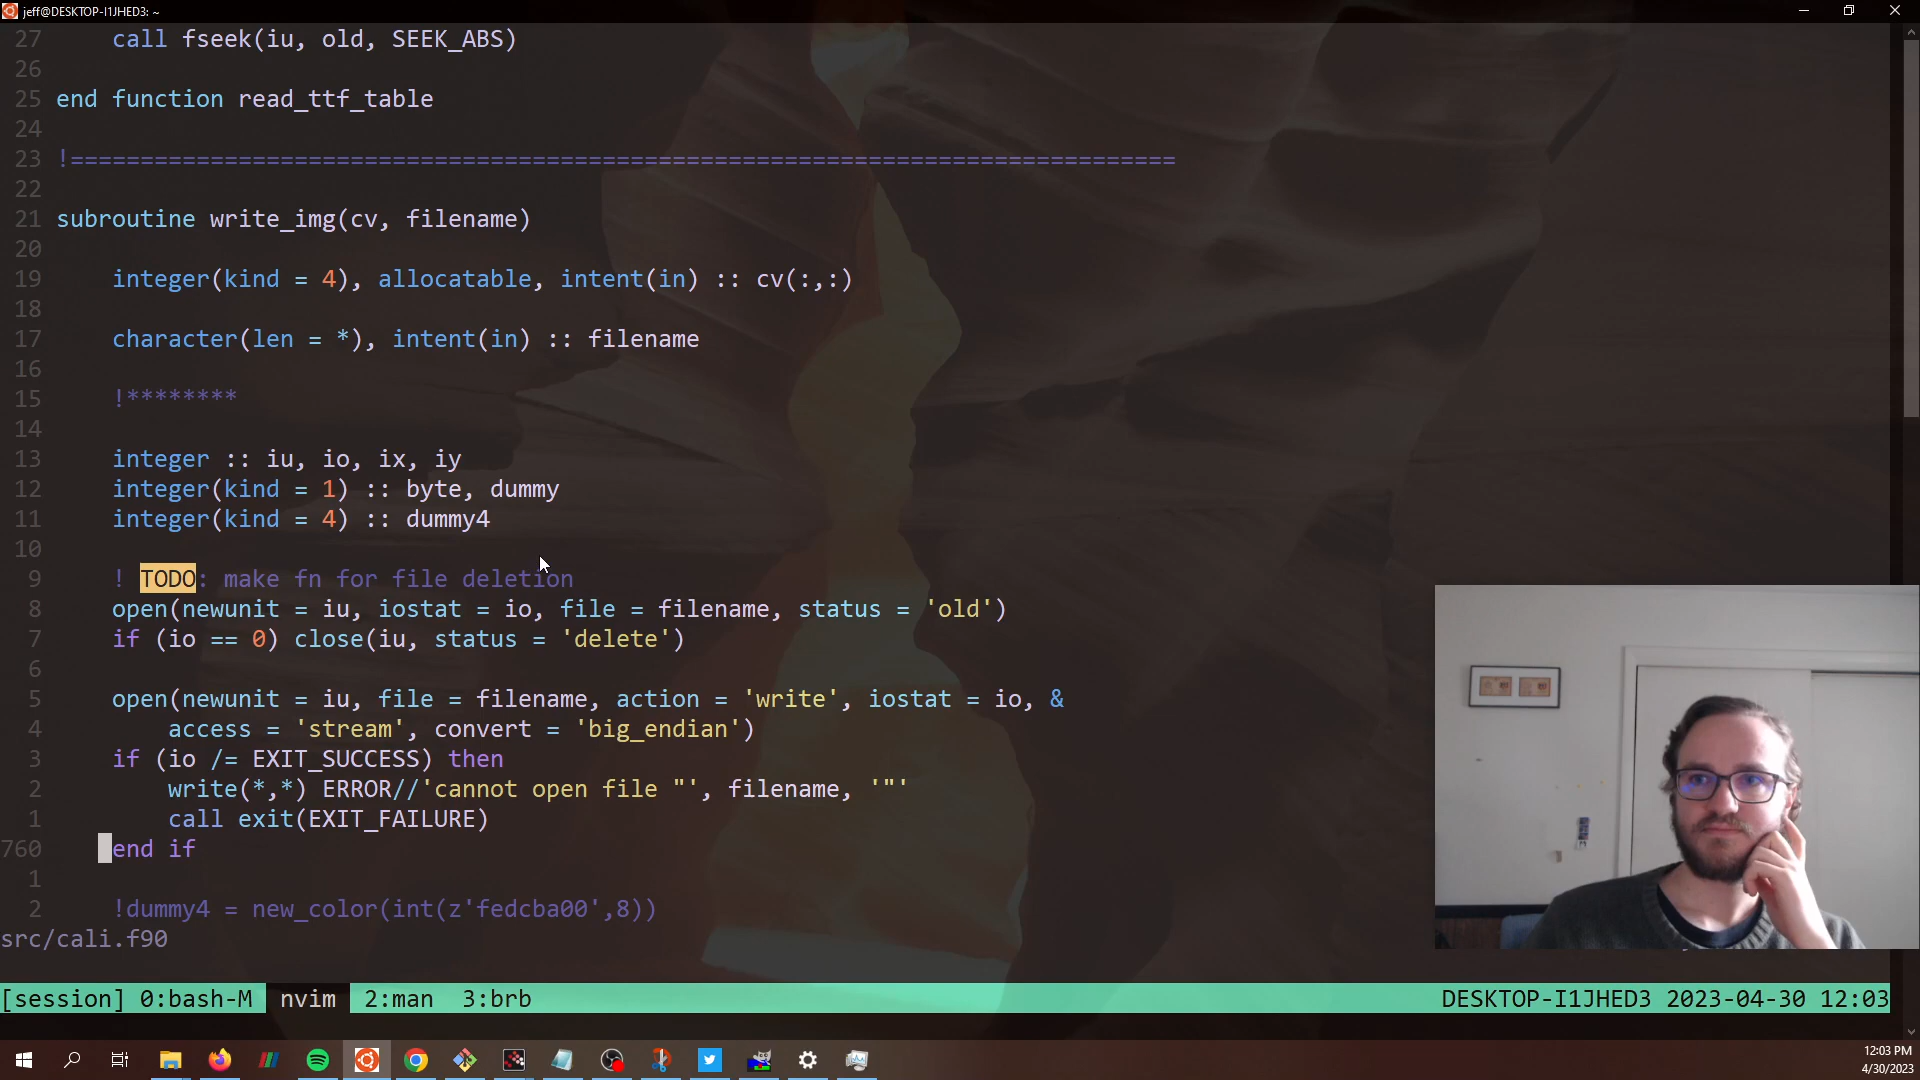 jeff@DESKTOP-I1JHED3: ~
27 call fseek(iu, old, SEEK_ABS)
26
25 end function read_ttf_table
24
23 !===============================================================================
22
21 subroutine write_img(cv, filename)
20
19 integer(kind = 4), allocatable, intent(in) :: cv(:,:)
18
17 character(len = *), intent(in) :: filename
16
15 !********
14
13 integer :: iu, io, ix, iy
12 integer(kind = 1) :: byte, dummy
11 integer(kind = 4) :: dummy4
10
9 ! TODO: make fn for file deletion
8 open(newunit = iu, iostat = io, file = filename, status = 'old')
7 if (io == 0) close(iu, status = 'delete')
6
5 open(newunit = iu, file = filename, action = 'write', iostat = io, &
4 access = 'stream', convert = 'big_endian')
3 if (io /= EXIT_SUCCESS) then
2 write(*,*) ERROR//'cannot open file "', filename, '"'
1 call exit(EXIT_FAILURE)
760 end if
1
2 !dummy4 = new_color(int(z'fedcba00',8))
src/cali.f90
[session] 0:bash-M nvim 2:man 3:brb DESKTOP-I1JHED3 2023-04-30 12:03
12:03 PM
4/30/2023